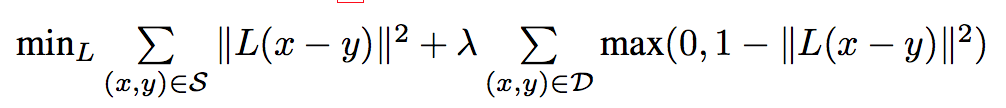 min_L ∑_{(x,y)∈𝒮} ‖L(x − y)‖² + λ ∑_{(x,y)∈𝒟} max(0, 1 − ‖L(x − y)‖²)